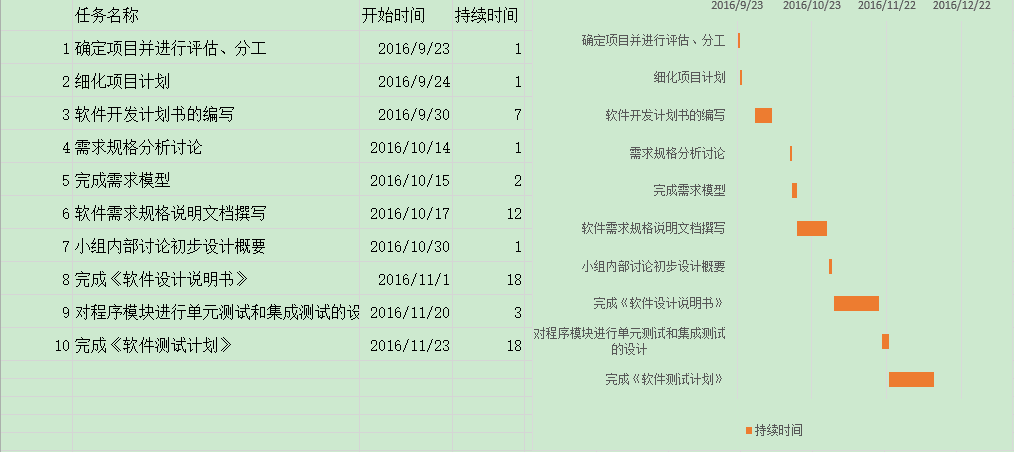 任务名称 开始时间 持续时间
1 确定项目并进行评估、分工 2016/9/23 1
2 细化项目计划 2016/9/24 1
3 软件开发计划书的编写 2016/9/30 7
4 需求规格分析讨论 2016/10/14 1
5 完成需求模型 2016/10/15 2
6 软件需求规格说明文档撰写 2016/10/17 12
7 小组内部讨论初步设计概要 2016/10/30 1
8 完成《软件设计说明书》 2016/11/1 18
9 对程序模块进行单元测试和集成测试的设 2016/11/20 3
10 完成《软件测试计划》 2016/11/23 18
2016/9/23 2016/10/23 2016/11/22 2016/12/22
确定项目并进行评估、分工
细化项目计划
软件开发计划书的编写
需求规格分析讨论
完成需求模型
软件需求规格说明文档撰写
小组内部讨论初步设计概要
完成《软件设计说明书》
对程序模块进行单元测试和集成测试
的设计
完成《软件测试计划》
持续时间